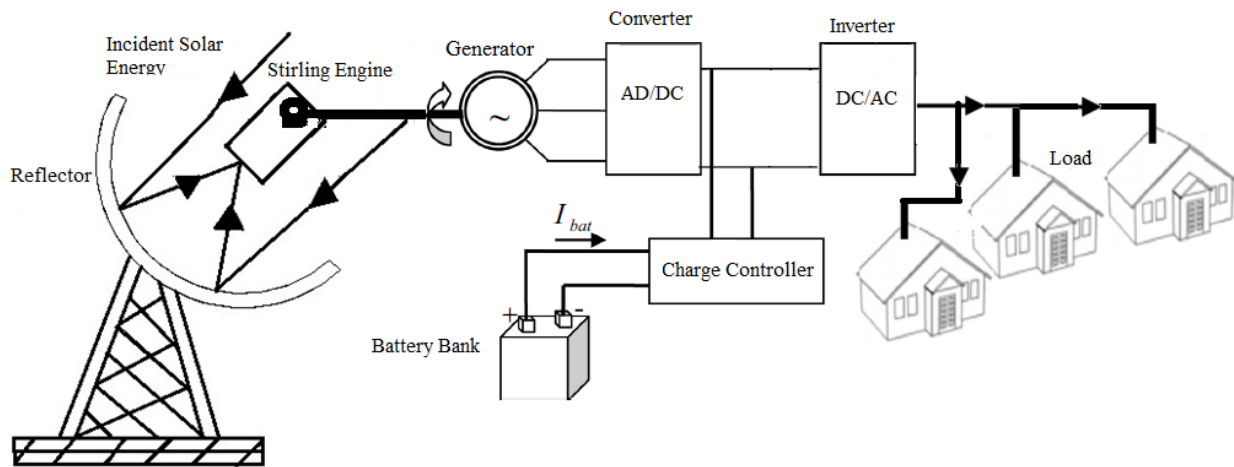 Converter
Inverter
Incident Solar
Energy
Generator
Stirling Engine
AD/DC
DC/AC
~
Reflector
Load
I bat
Charge Controller
+ -
Battery Bank